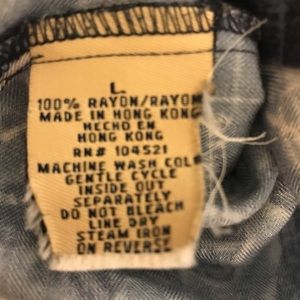 L
100% RAYON/RAYON
MADE IN HONG KONG
HECHO EN
HONG KONG
RN# 104521
MACHINE WASH COLD
GENTLE CYCLE
INSIDE OUT
SEPARATELY
DO NOT BLEACH
LINE DRY
STEAM IRON
ON REVERSE